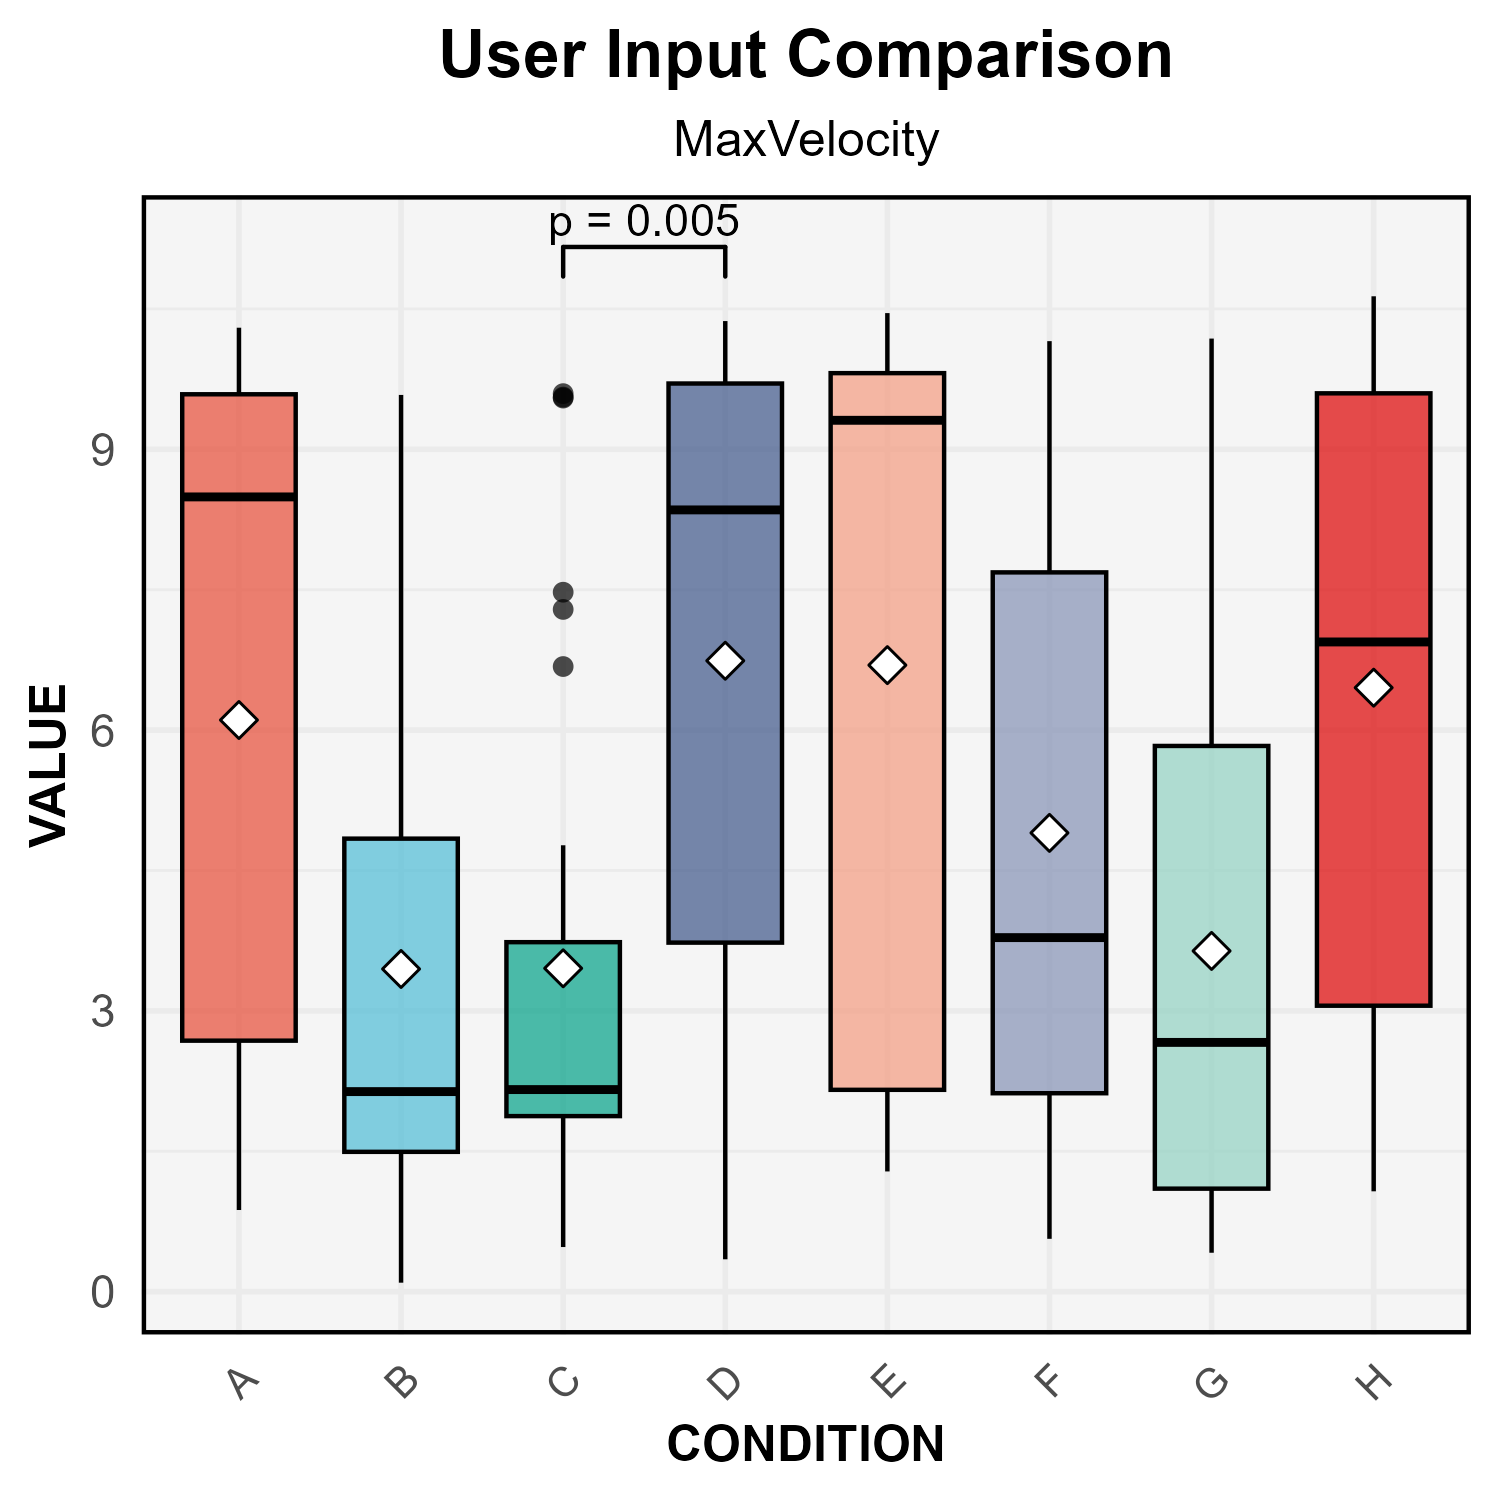 User Input Comparison
MaxVelocity
p = 0.005
9
6
3
0
VALUE
A B C D E F G H
CONDITION